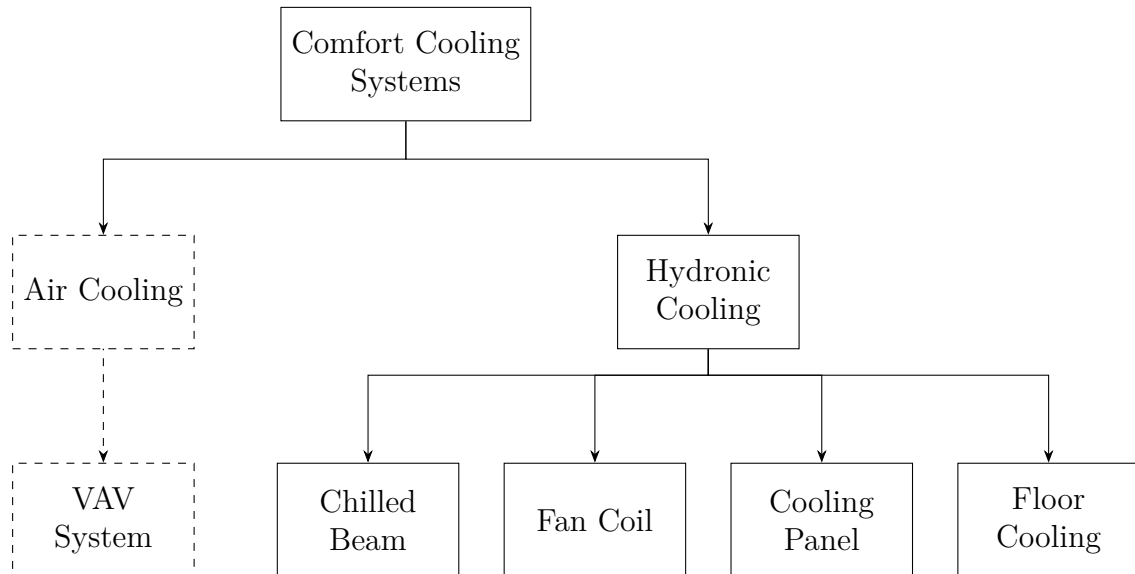 Comfort Cooling
Systems
Air Cooling
Hydronic
Cooling
VAV
System
Chilled
Beam
Fan Coil
Cooling
Panel
Floor
Cooling